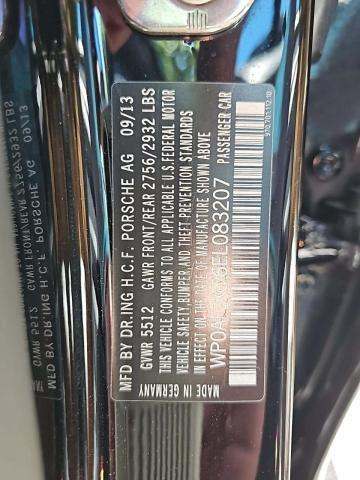 MFD BY DR.ING H.C.F. PORSCHE AG 09/13
GVWR 5512 GAWR FRONT/REAR 2756/2932 LBS
THIS VEHICLE CONFORMS TO ALL APPLICABLE U.S.FEDERAL MOTOR
VEHICLE SAFETY,BUMPER AND THEFT-PREVENTION STANDARDS
IN EFFECT ON THE DATE OF MANUFACTURE SHOWN ABOVE
PASSENGER CAR
MADE IN GERMANY